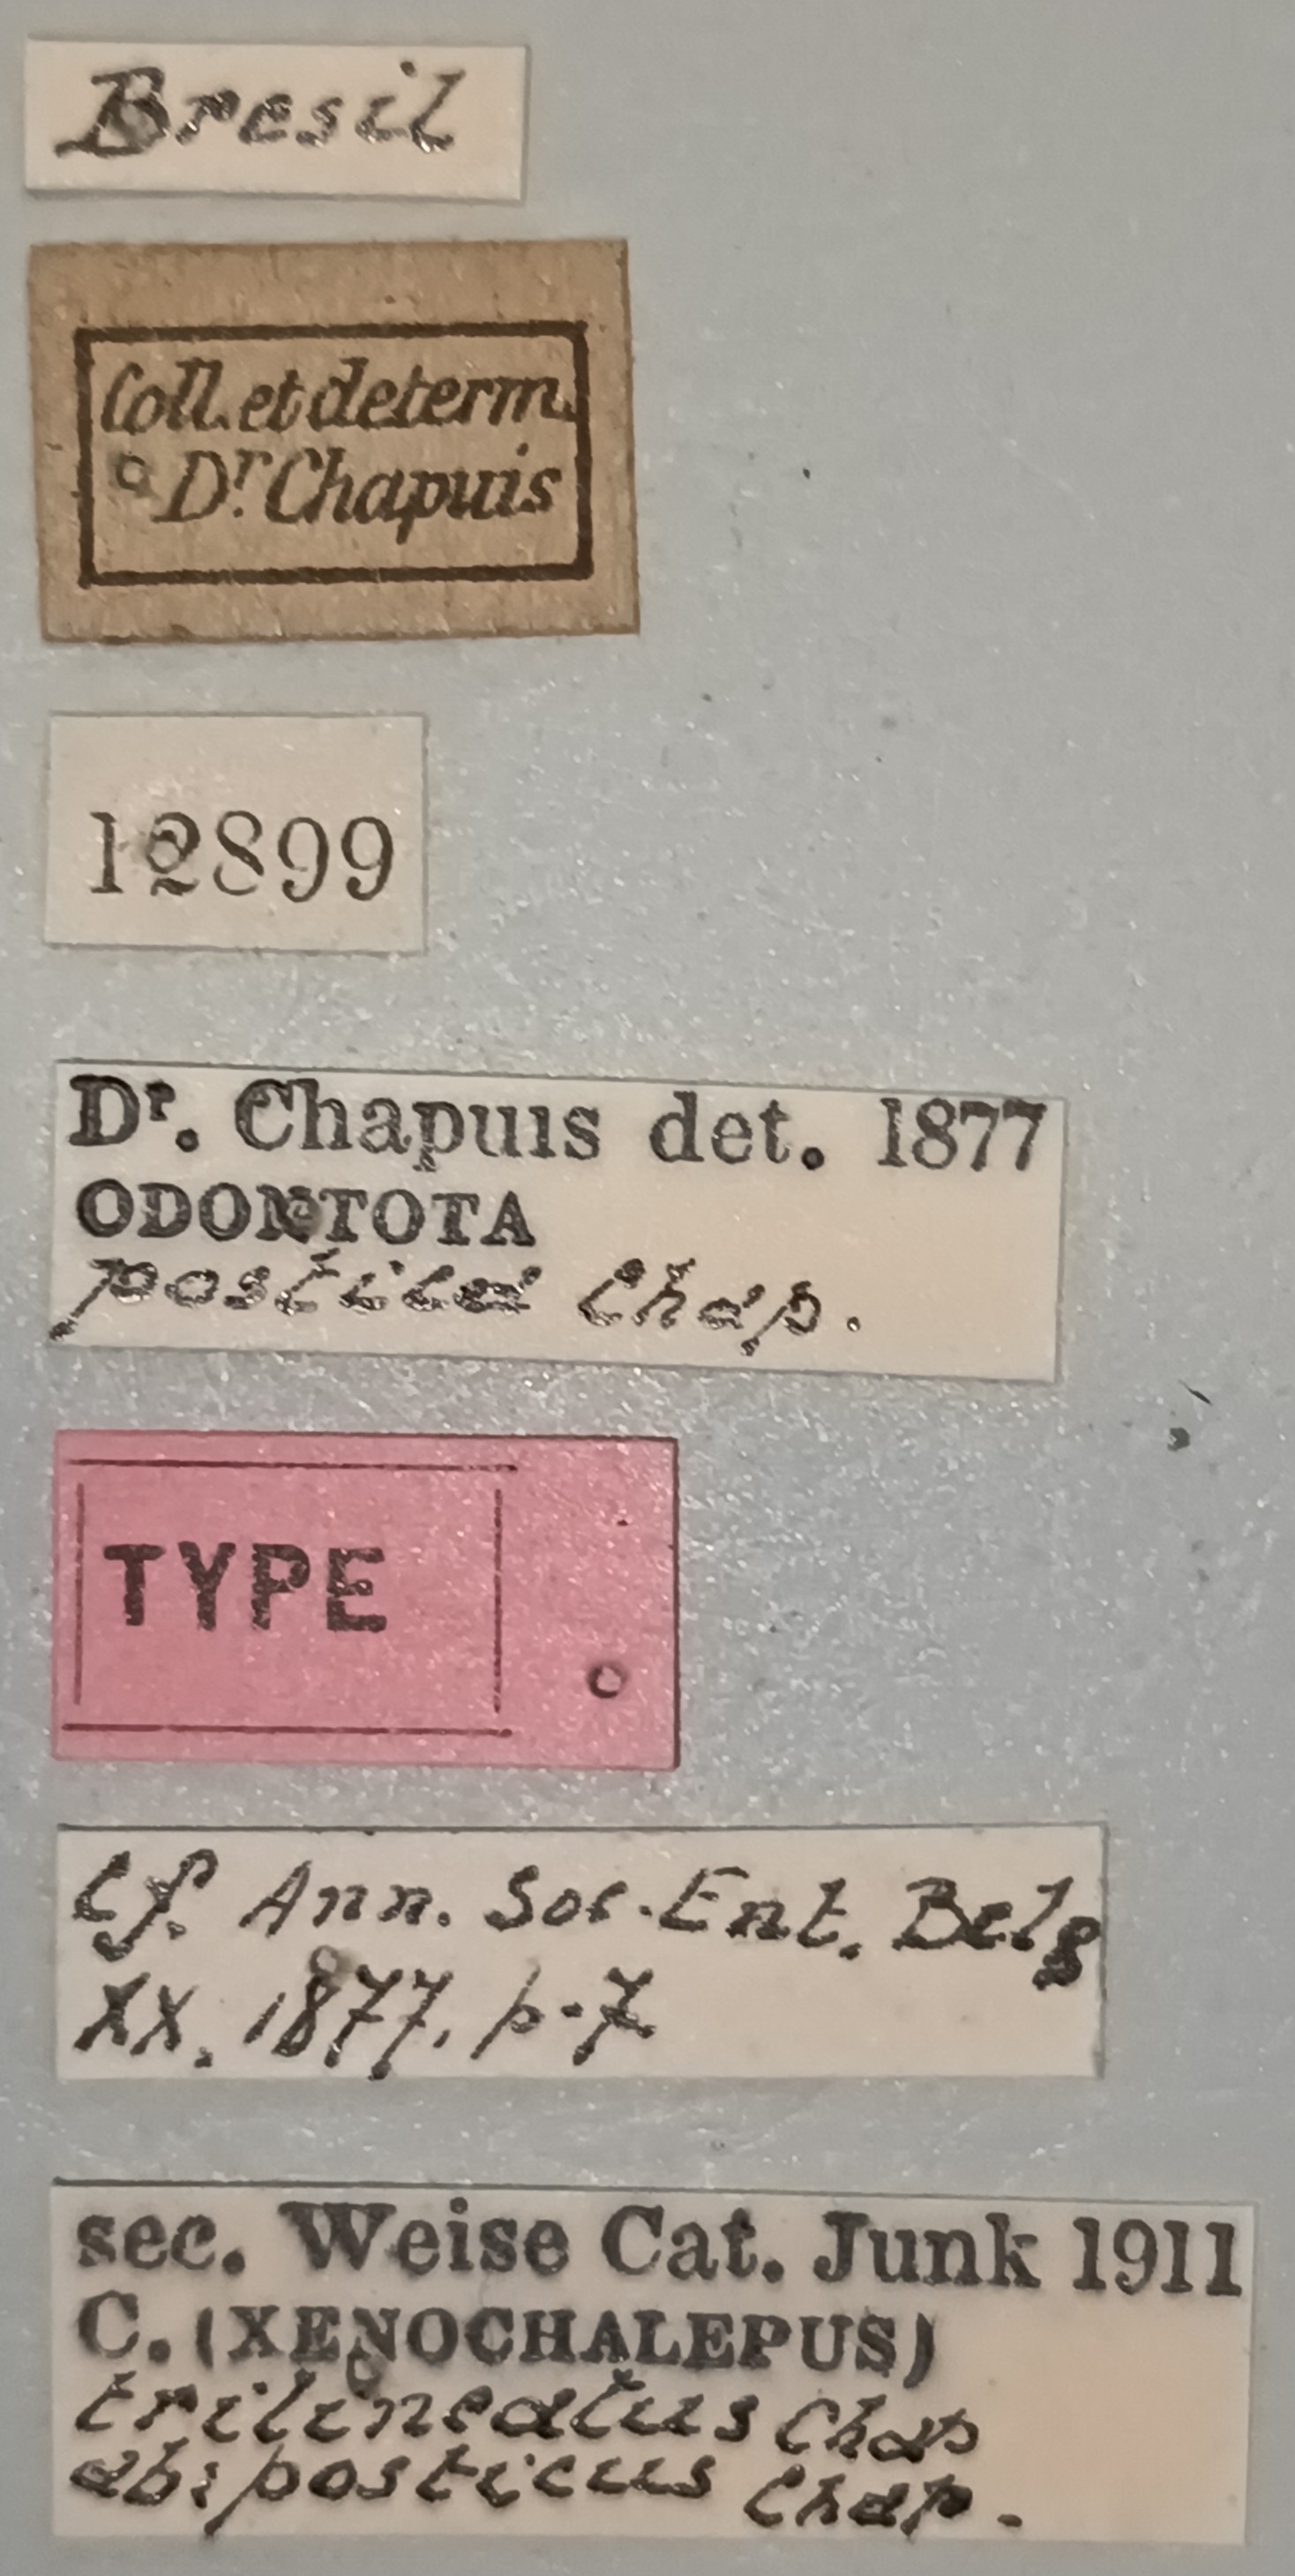 Bresil
Coll. et determ.
Dr. Chapuis
12899
Dr. Chapuis det. 1877
ODONTOTA
postica Chap.
TYPE
cf. Ann. Soc. Ent. Belg
XX. 1877. p. 7.
sec. Weise Cat. Junk 1911
C. (XENOCHALEPUS)
trilineatus Chap
ab: posticus Chap.